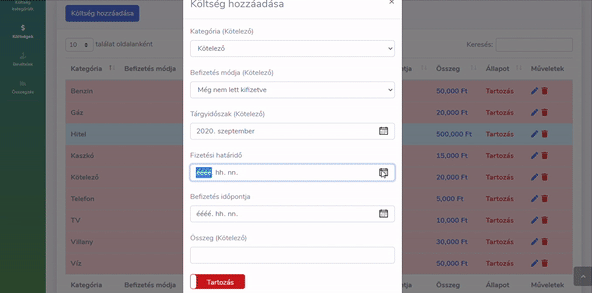 Költség
kategóriák
Költségek
Bevételek
Összegzés
Költség hozzáadása
10 találat oldalanként
Keresés:
Kategória Befizetés módja Összeg Állapot Műveletek
Benzin 50,000 Ft Tartozás
Gáz 20,000 Ft Tartozás
Hitel 500,000 Ft Tartozás
Kaszkó 15,000 Ft Tartozás
Kötelező 20,000 Ft Tartozás
Telefon 5,000 Ft Tartozás
TV 10,000 Ft Tartozás
Villany 30,000 Ft Tartozás
Víz 50,000 Ft Tartozás
Kategória Befizetés módja Összeg Állapot Műveletek
Költség hozzáadása ×
Kategória (Kötelező)
Kötelező
Befizetés módja (Kötelező)
Még nem lett kifizetve
Tárgyidőszak (Kötelező)
2020. szeptember
Fizetési határidő
éééé. hh. nn.
Befizetés időpontja
éééé. hh. nn.
Összeg (Kötelező)
Tartozás